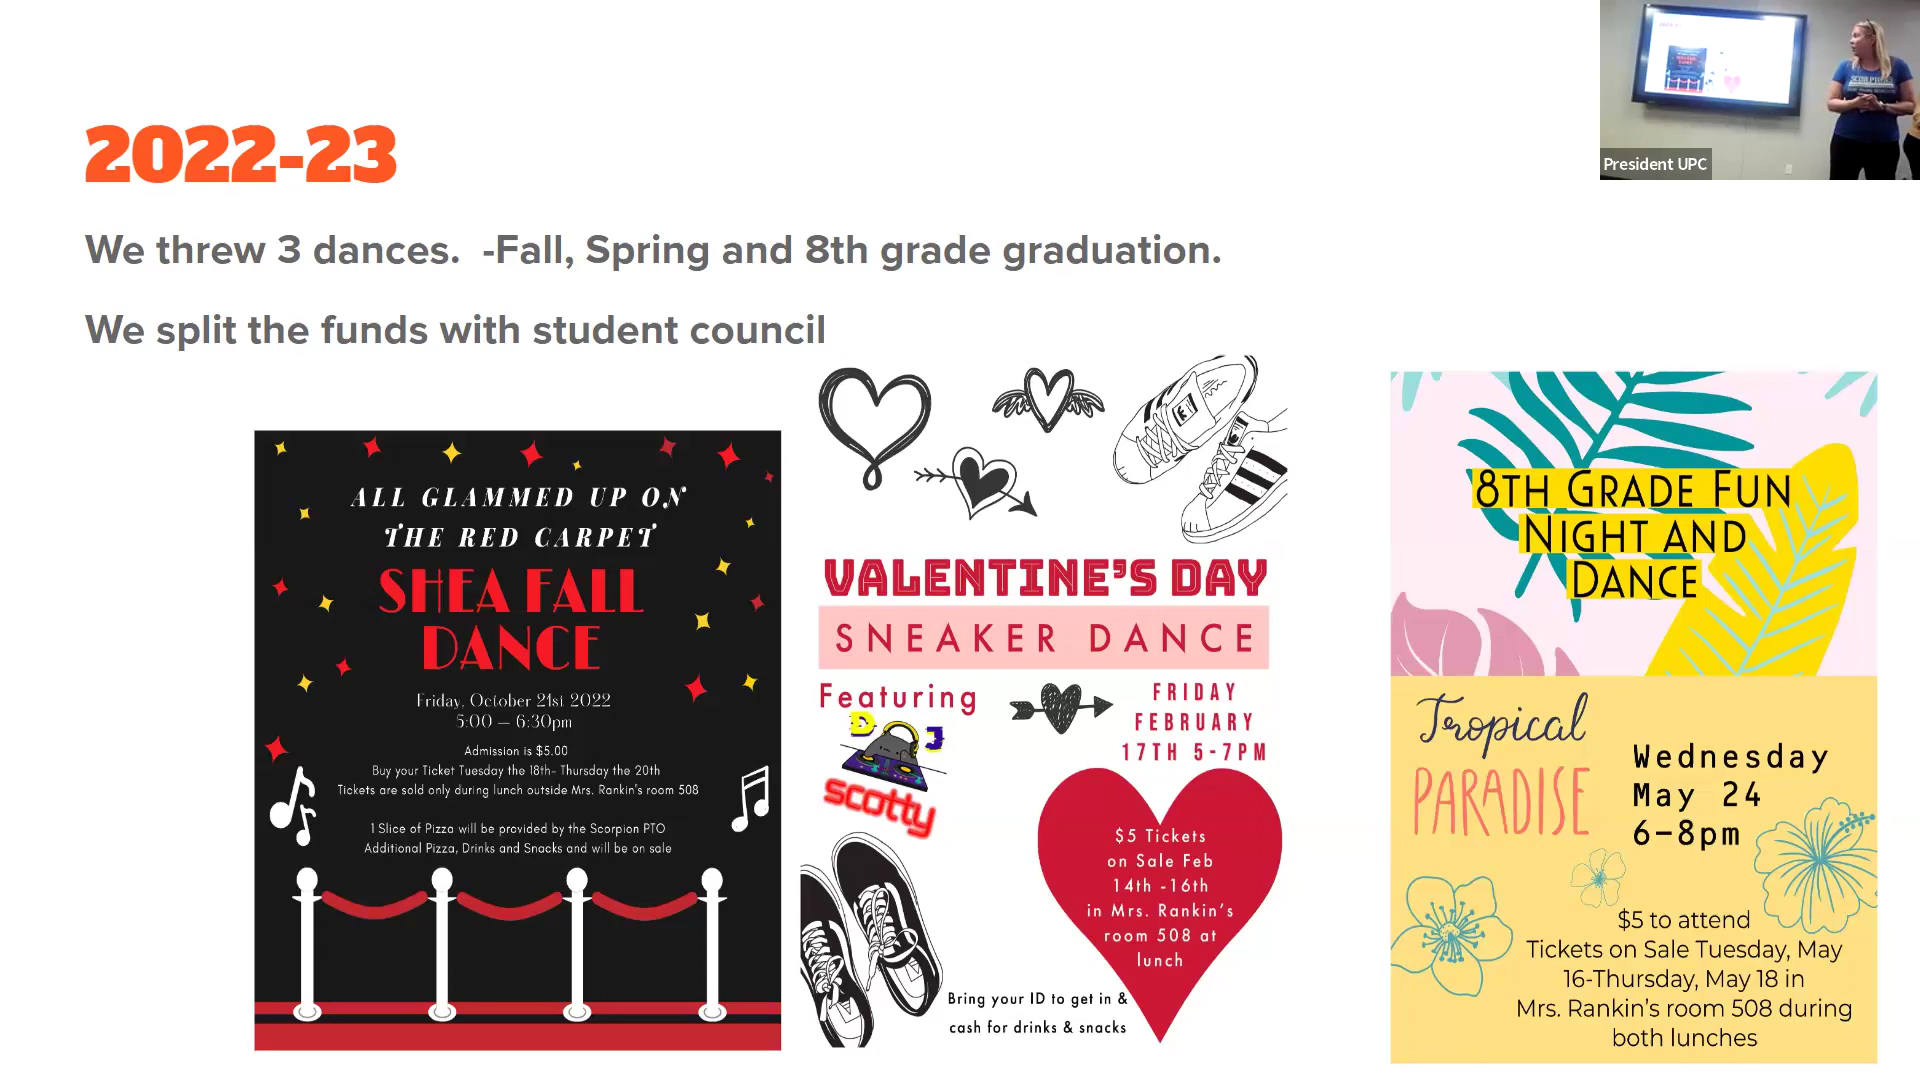 2022-23
We threw 3 dances.  -Fall, Spring and 8th grade graduation.
We split the funds with student council
President UPC
ALL GLAMMED UP ON
THE RED CARPET
SHEA FALL
DANCE
Friday, October 21st 2022
5:00 – 6:30pm
Admission is $5.00
Buy your Ticket Tuesday the 18th- Thursday the 20th
Tickets are sold only during lunch outside Mrs. Rankin's room 508
1 Slice of Pizza will be provided by the Scorpion PTO
Additional Pizza, Drinks and Snacks and will be on sale
VALENTINE'S DAY
SNEAKER DANCE
Featuring
DJ
scotty
FRIDAY
FEBRUARY
17TH 5-7PM
$5 Tickets
on Sale Feb
14th -16th
in Mrs. Rankin's
room 508 at
lunch
Bring your ID to get in &
cash for drinks & snacks
8TH GRADE FUN
NIGHT AND
DANCE
Tropical
PARADISE
Wednesday
May 24
6-8pm
$5 to attend
Tickets on Sale Tuesday, May
16-Thursday, May 18 in
Mrs. Rankin's room 508 during
both lunches